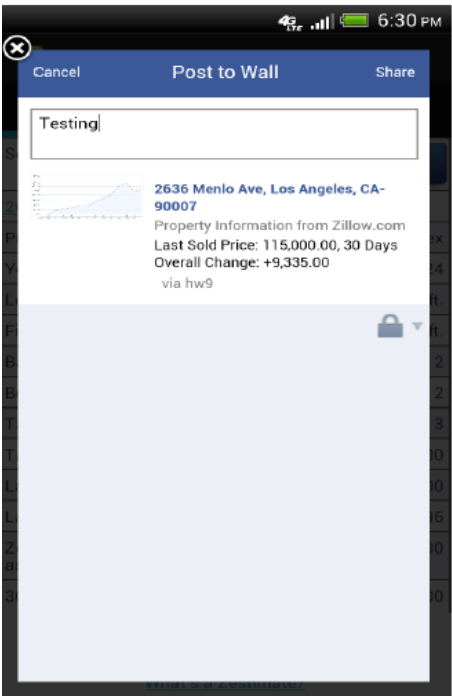 4G LTE 6:30 PM
Cancel Post to Wall Share
Testing
2636 Menlo Ave, Los Angeles, CA-
90007
Property Information from Zillow.com
Last Sold Price: 115,000.00, 30 Days
Overall Change: +9,335.00
via hw9
What's a Zestimate?